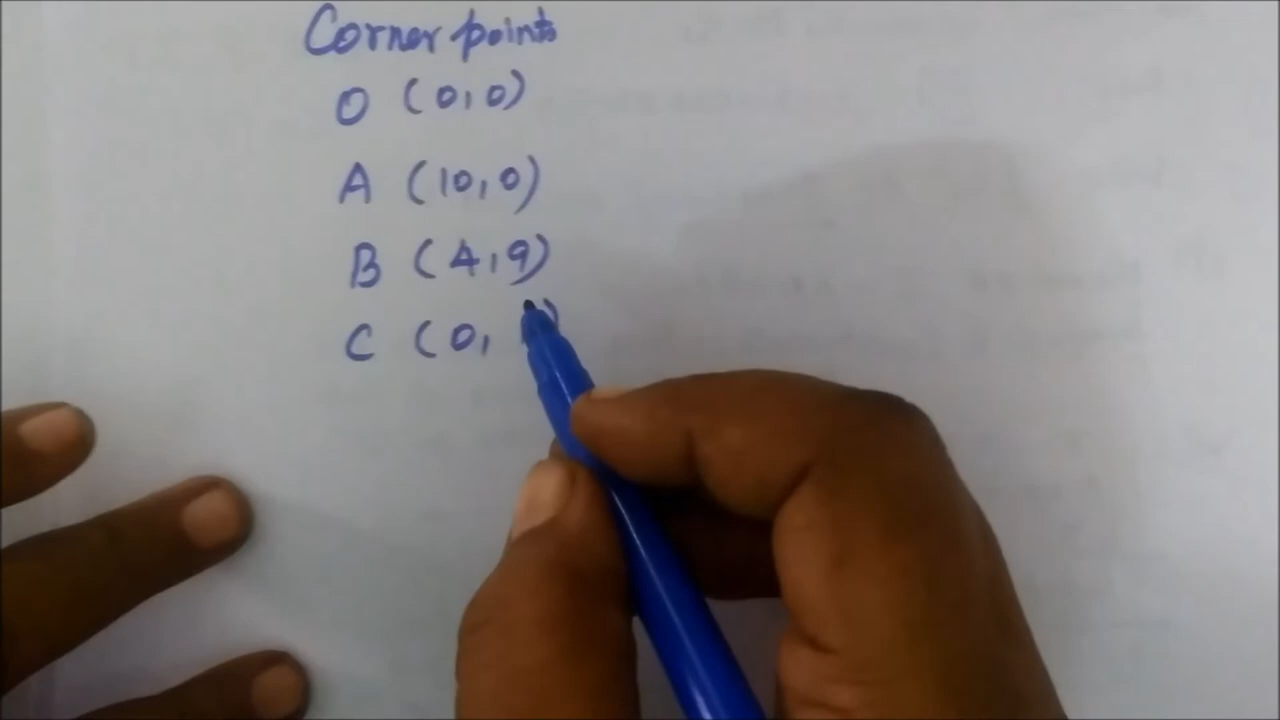 Corner points
O (0,0)
A (10,0)
B (4,9)
C (0, )